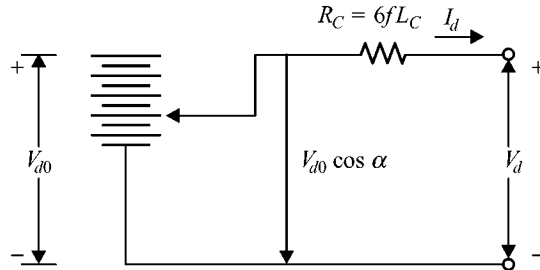 R_C = 6fL_C
I_d
+
+
V_d0
V_d0 cos α
V_d
−
−